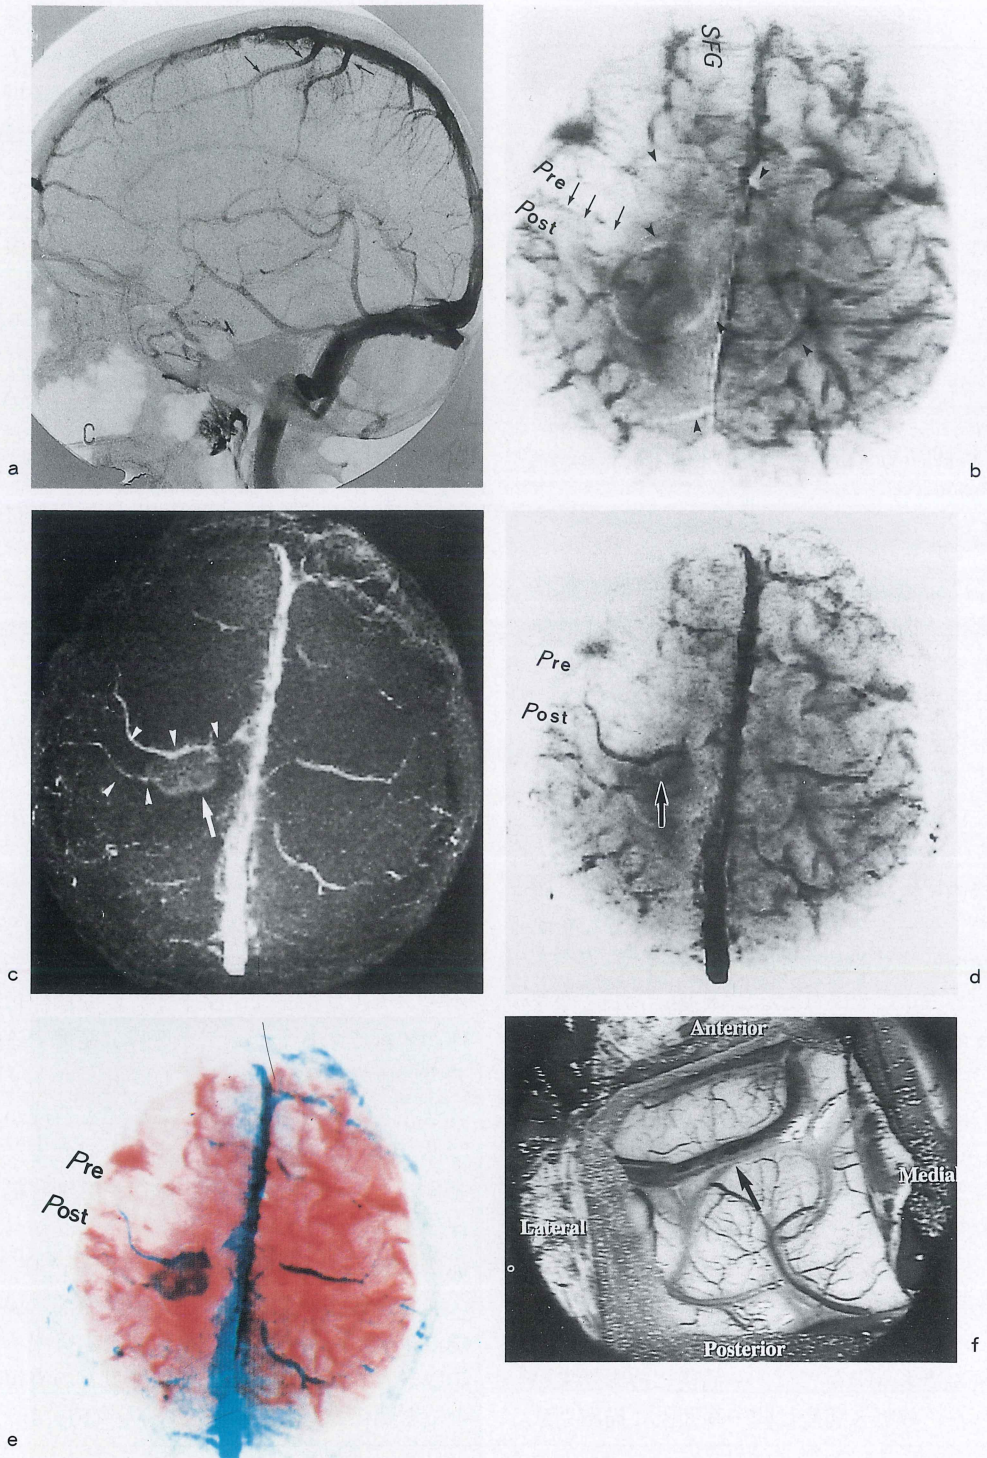 C
a
SFG
Pre
Post
b
c
Pre
Post
d
Pre
Post
e
Anterior
Medial
Lateral
Posterior
f